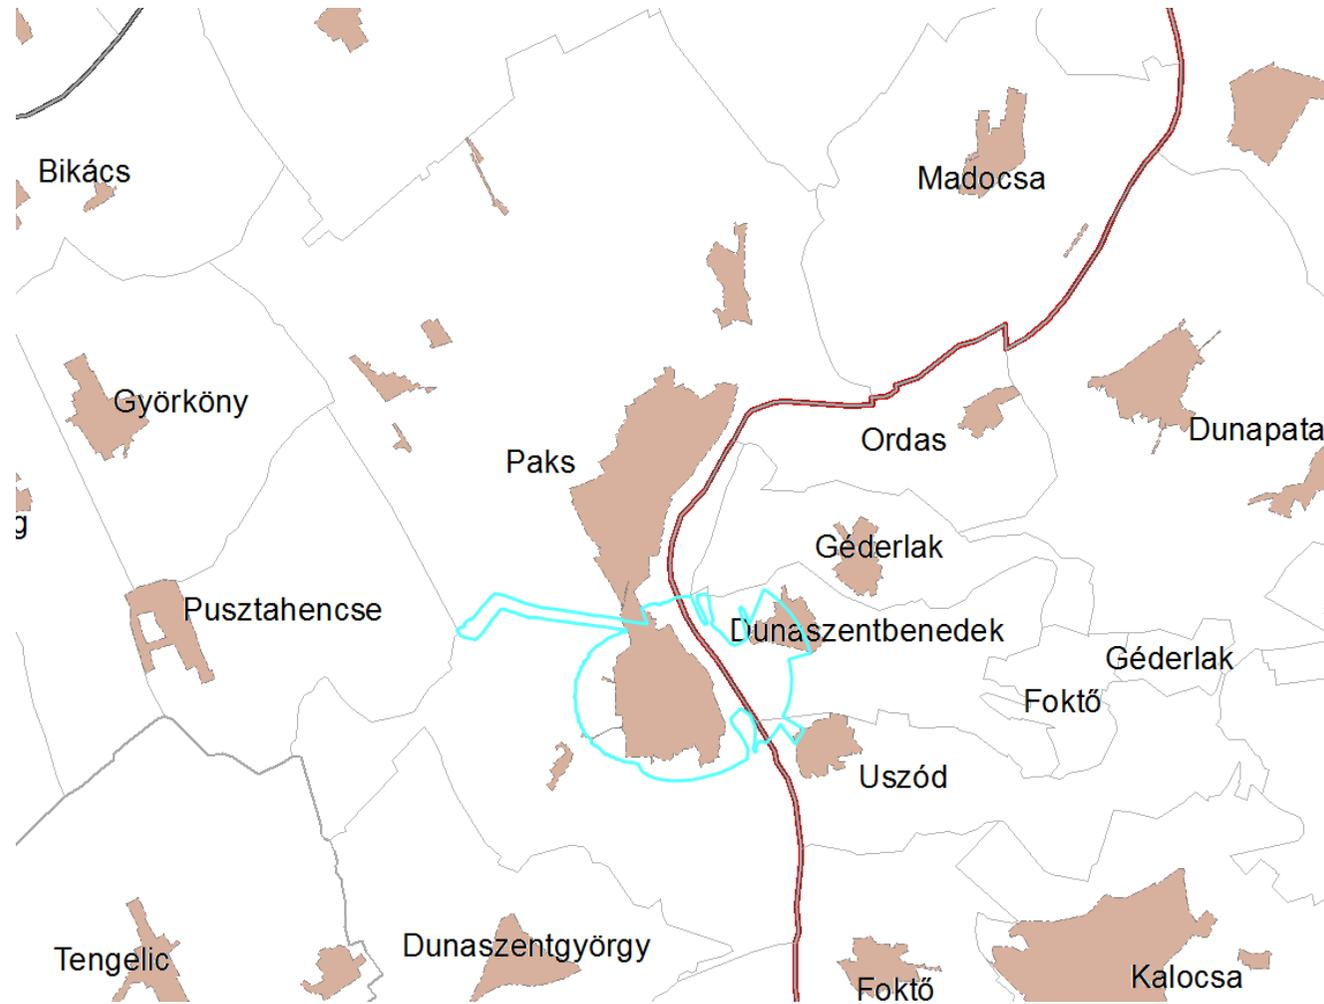 Bikács
Madocsa
Györköny
Dunapata
Ordas
Paks
g
Géderlak
Pusztahencse
Dunaszentbenedek
Géderlak
Foktő
Uszód
Dunaszentgyörgy
Tengelic
Kalocsa
Foktő